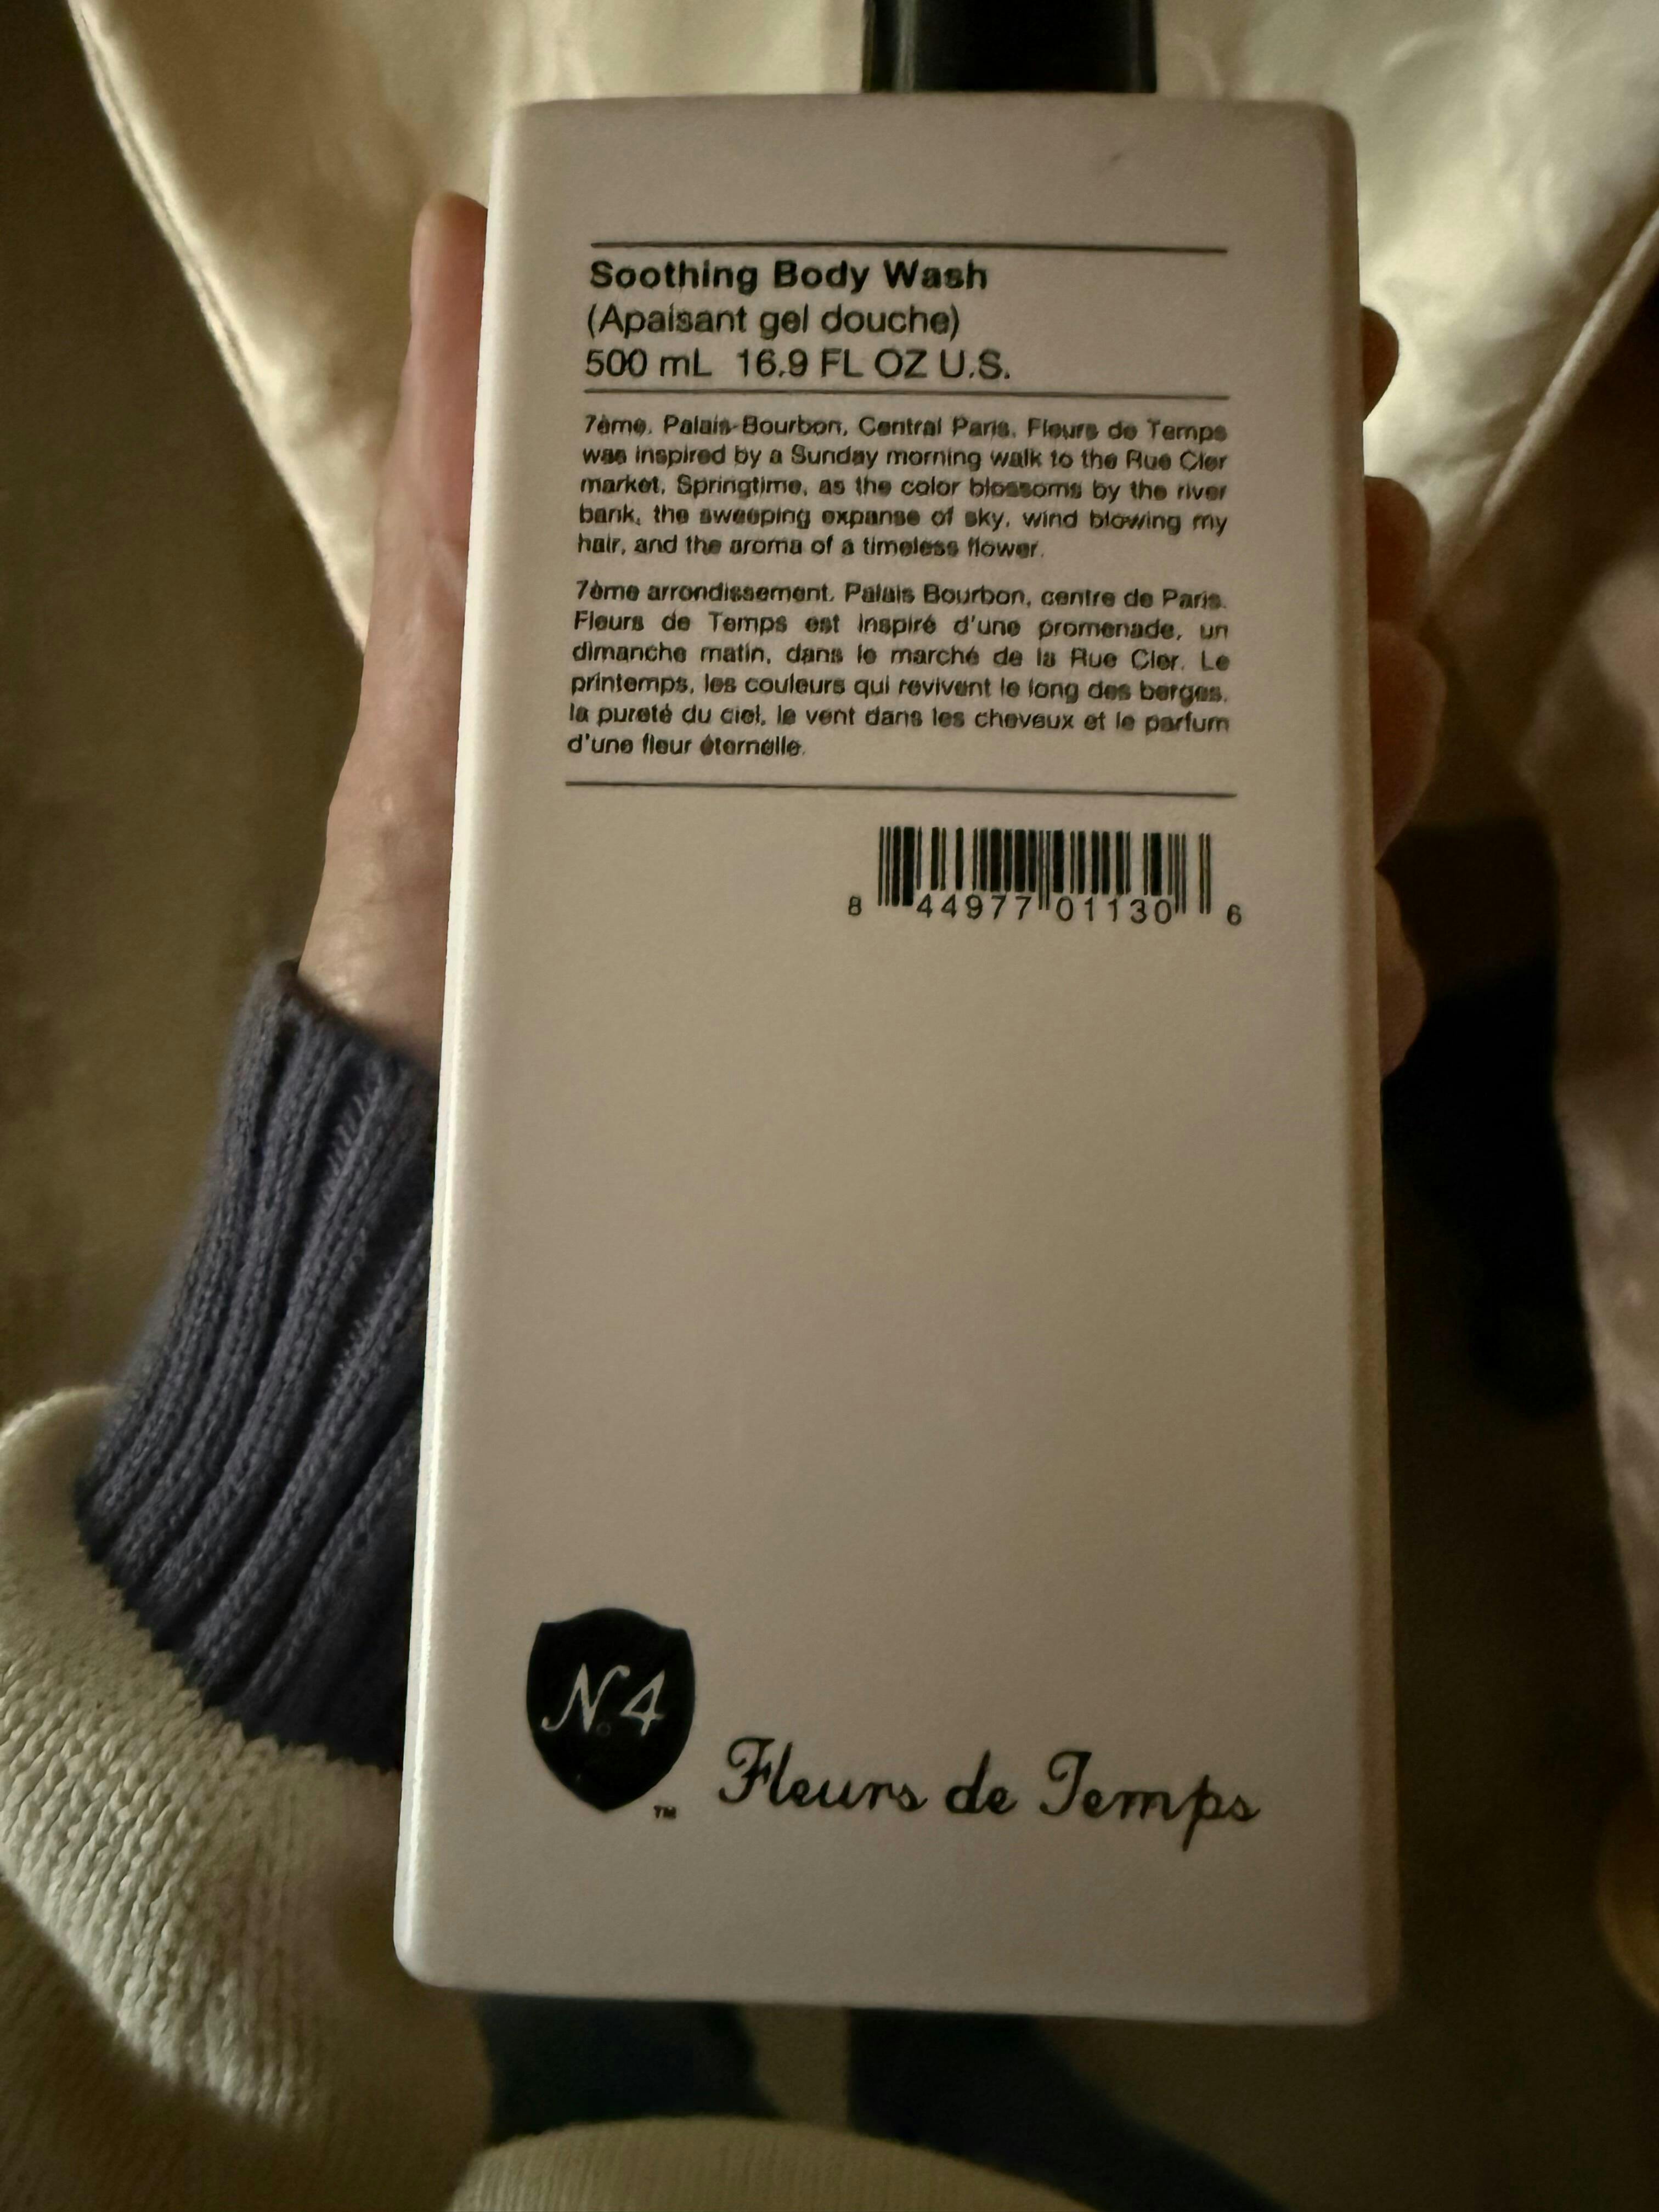 Soothing Body Wash
(Apaisant gel douche)
500 mL 16.9 FL OZ U.S.
7ème. Palais-Bourbon, Central Paris. Fleurs de Temps
was inspired by a Sunday morning walk to the Rue Cler
market. Springtime, as the color blossoms by the river
bank, the sweeping expanse of sky, wind blowing my
hair, and the aroma of a timeless flower.
7ème arrondissement. Palais Bourbon, centre de Paris.
Fleurs de Temps est inspiré d'une promenade, un
dimanche matin, dans le marché de la Rue Cler. Le
printemps, les couleurs qui revivent le long des berges,
la pureté du ciel, le vent dans les cheveux et le parfum
d'une fleur éternelle.
8 44977 01130 6
N.4
TM
Fleurs de Temps